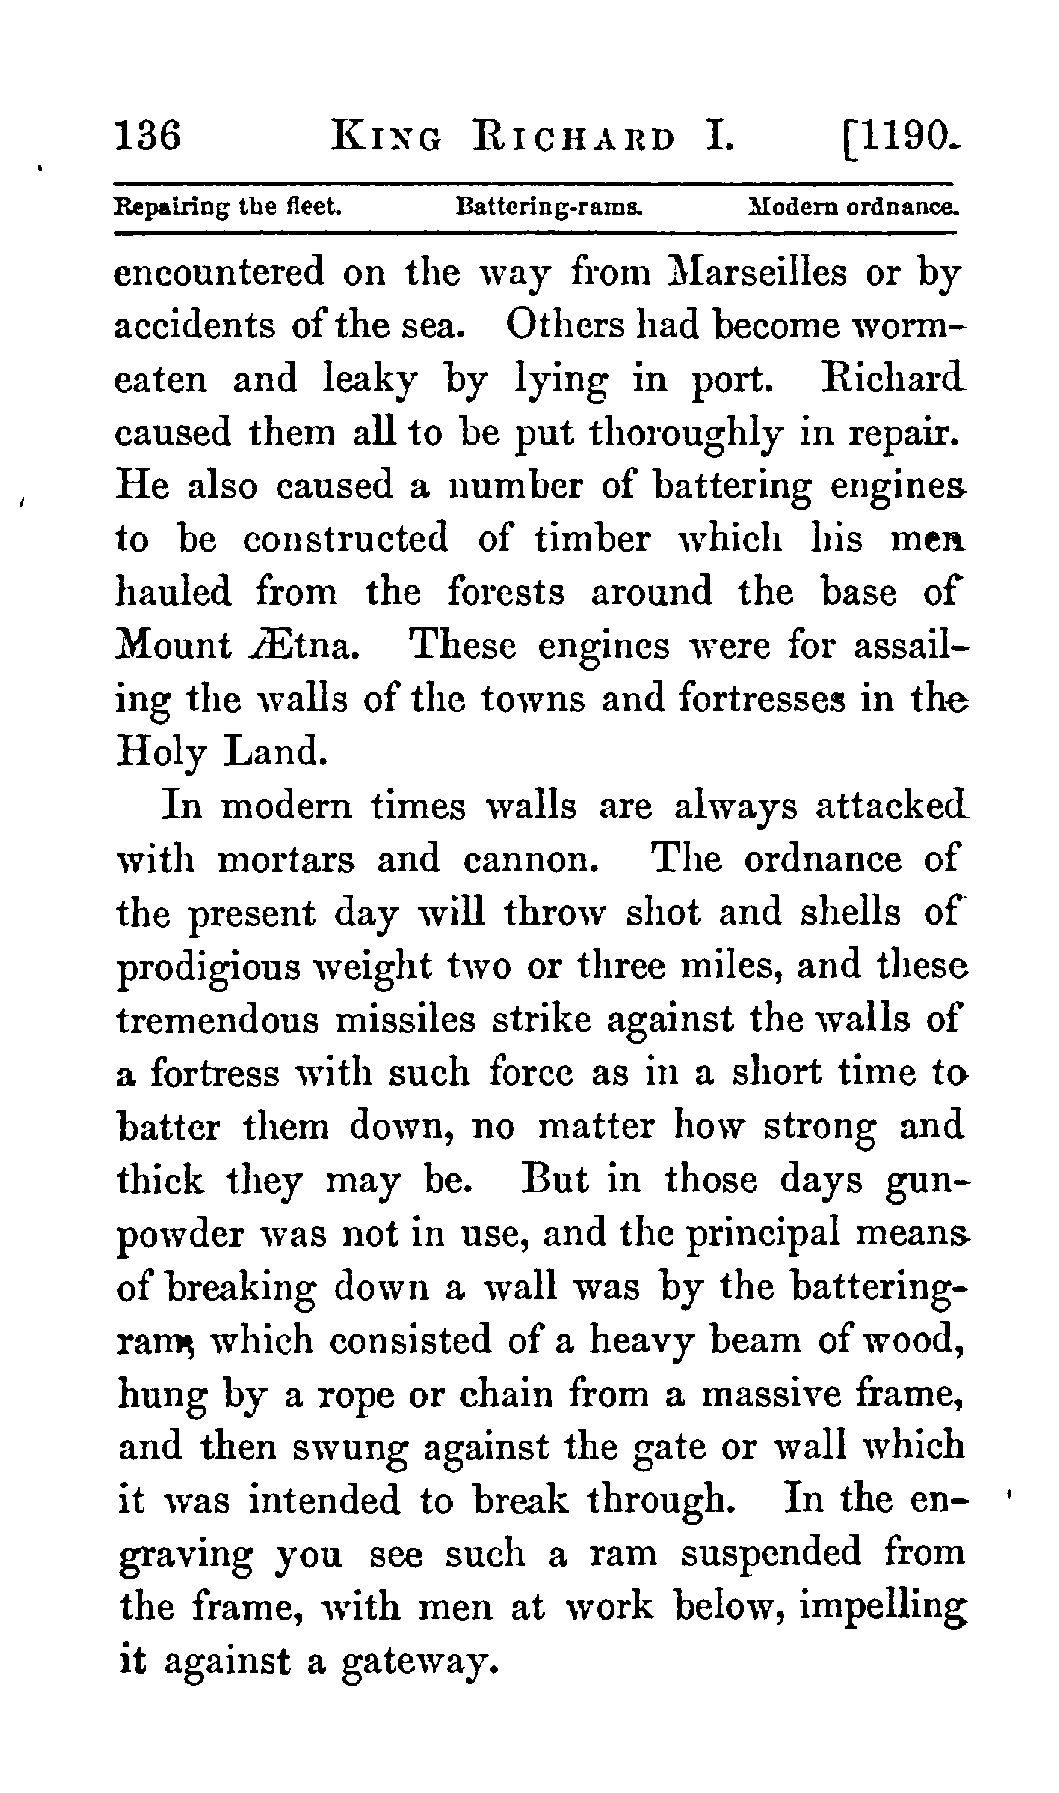 136 KING RICHARD I. [1190.
Repairing the fleet. Battering-rams. Modern ordnance.
encountered on the way from Marseilles or by
accidents of the sea. Others had become worm-
eaten and leaky by lying in port. Richard
caused them all to be put thoroughly in repair.
He also caused a number of battering engines
to be constructed of timber which his men
hauled from the forests around the base of
Mount Ætna. These engines were for assail-
ing the walls of the towns and fortresses in the
Holy Land.
In modern times walls are always attacked
with mortars and cannon. The ordnance of
the present day will throw shot and shells of
prodigious weight two or three miles, and these
tremendous missiles strike against the walls of
a fortress with such force as in a short time to
batter them down, no matter how strong and
thick they may be. But in those days gun-
powder was not in use, and the principal means
of breaking down a wall was by the battering-
ram, which consisted of a heavy beam of wood,
hung by a rope or chain from a massive frame,
and then swung against the gate or wall which
it was intended to break through. In the en-
graving you see such a ram suspended from
the frame, with men at work below, impelling
it against a gateway.